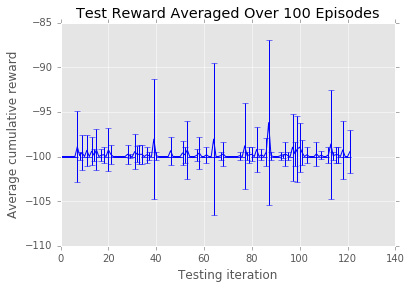 Test Reward Averaged Over 100 Episodes
−85
−90
−95
−100
−105
−110
Average cumulative reward
0 20 40 60 80 100 120 140
Testing iteration